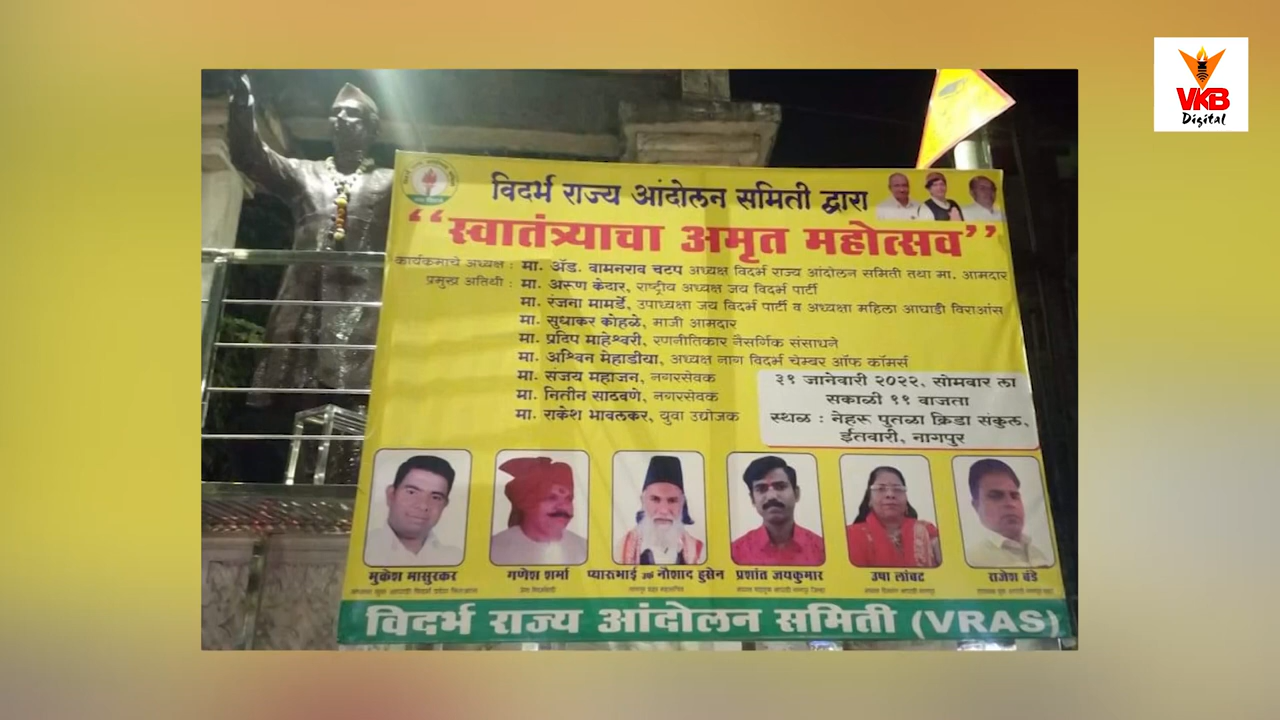 VKB
Digital
विदर्भ राज्य आंदोलन समिती द्वारा
“स्वातंत्र्याचा अमृत महोत्सव”
कार्यकमाचे अध्यक्ष : मा. ॲड. वामनराव चटप अध्यक्ष विदर्भ राज्य आंदोलन समिती तथा मा. आमदार
प्रमुख अतिथी : मा. अरूण केदार, राष्ट्रीय अध्यक्ष जय विदर्भ पार्टी
मा. रंजना मामर्डे, उपाध्यक्षा जय विदर्भ पार्टी व अध्यक्षा महिला आघाडी विराआंस
मा. सुधाकर कोहळे, माजी आमदार
मा. प्रदिप माहेश्वरी, रणनीतिकार नैसर्गिक संसाधने
मा. अश्विन मेहाडीया, अध्यक्ष नाग विदर्भ चेम्बर ऑफ कॉमर्स
मा. संजय महाजन, नगरसेवक
मा. नितीन साठवणे, नगरसेवक
मा. राकेश भावलकर, युवा उद्योजक
३१ जानेवारी २०२२, सोमवार ला
सकाळी ११ वाजता
स्थळ : नेहरू पुतळा क्रिडा संकुल,
ईतवारी, नागपुर
मुकेश मासुरकर
गणेश शर्मा
प्यारूभाई उर्फ नौशाद हुसेन
प्रशांत जयकुमार
उषा लांबट
राजेश बंडे
विदर्भ राज्य आंदोलन समिती (VRAS)